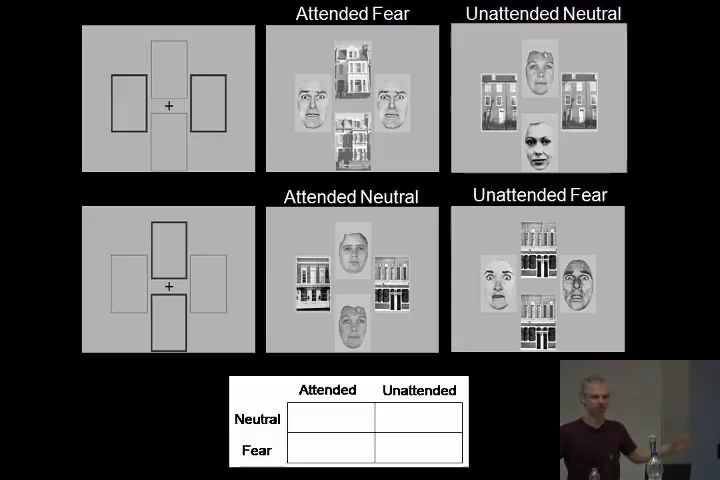 Attended Fear
Unattended Neutral
+
Attended Neutral
Unattended Fear
+
Attended Unattended
Neutral
Fear